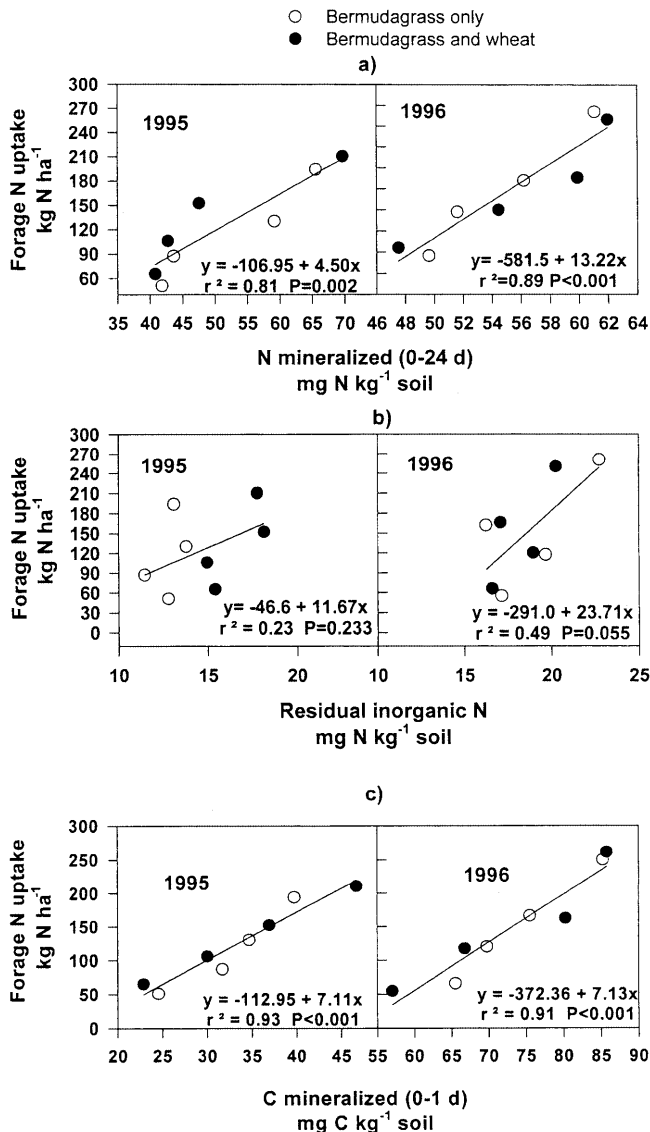 Bermudagrass only
Bermudagrass and wheat
a)
Forage N uptake
kg N ha⁻¹
300
270
240
210
180
150
120
90
60
1995
y = -106.95 + 4.50x
r ² = 0.81 P=0.002
1996
y = -581.5 + 13.22x
r ²=0.89 P<0.001
35 40 45 50 55 60 65 70 46 48 50 52 54 56 58 60 62 64
N mineralized (0-24 d)
mg N kg⁻¹ soil
b)
Forage N uptake
kg N ha⁻¹
300
270
240
210
180
150
120
90
60
30
0
1995
y= -46.6 + 11.67x
r ² = 0.23 P=0.233
1996
y = -291.0 + 23.71x
r ² = 0.49 P=0.055
10 15 20 10 15 20 25
Residual inorganic N
mg N kg⁻¹ soil
c)
Forage N uptake
kg N ha⁻¹
300
250
200
150
100
50
0
1995
y = -112.95 + 7.11x
r ² = 0.93 P<0.001
1996
y = -372.36 + 7.13x
r ² = 0.91 P<0.001
20 25 30 35 40 45 55 60 65 70 75 80 85 90
C mineralized (0-1 d)
mg C kg⁻¹ soil